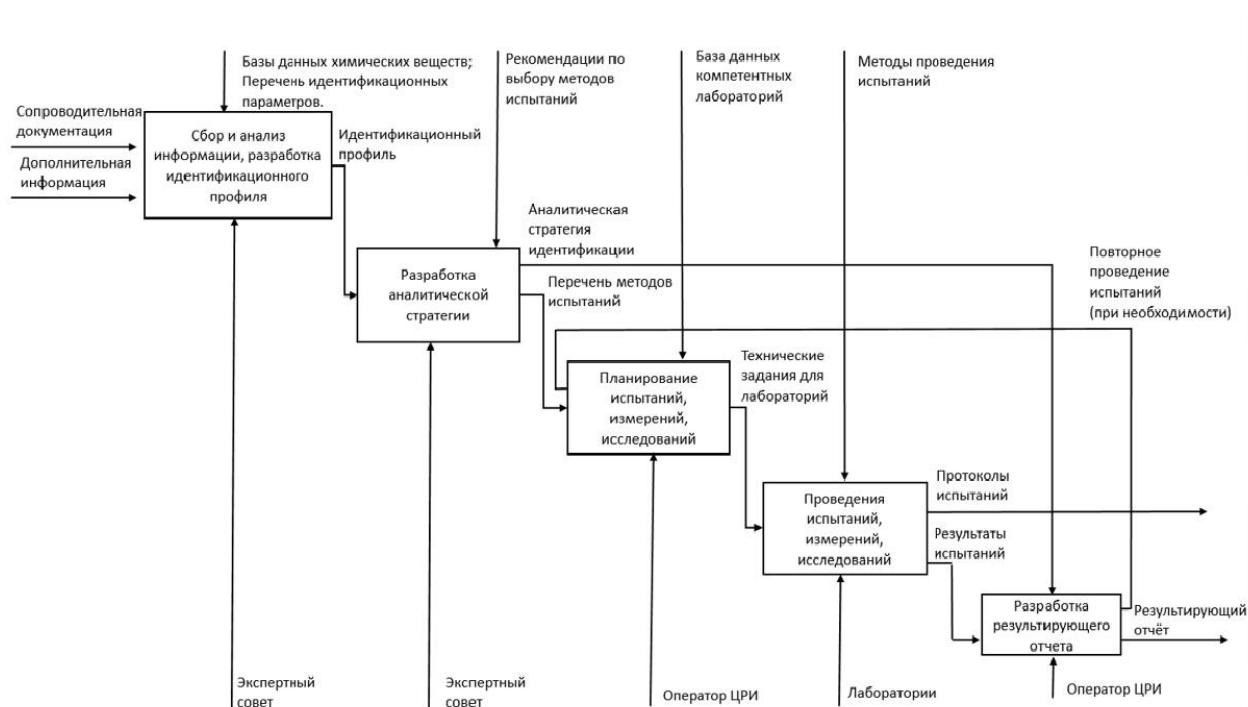 Базы данных химических веществ;
Перечень идентификационных
параметров.
Рекомендации по
выбору методов
испытаний
База данных
компетентных
лабораторий
Методы проведения
испытаний
Сопроводительная
документация
Дополнительная
информация
Сбор и анализ
информации, разработка
идентификационного
профиля
Идентификационный
профиль
Аналитическая
стратегия
идентификации
Разработка
аналитической
стратегии
Перечень методов
испытаний
Повторное
проведение
испытаний
(при необходимости)
Планирование
испытаний,
измерений,
исследований
Технические
задания для
лабораторий
Проведения
испытаний,
измерений,
исследований
Протоколы
испытаний
Результаты
испытаний
Разработка
результирующего
отчета
Результирующий
отчёт
Экспертный
совет
Экспертный
совет
Оператор ЦРИ
Лаборатории
Оператор ЦРИ